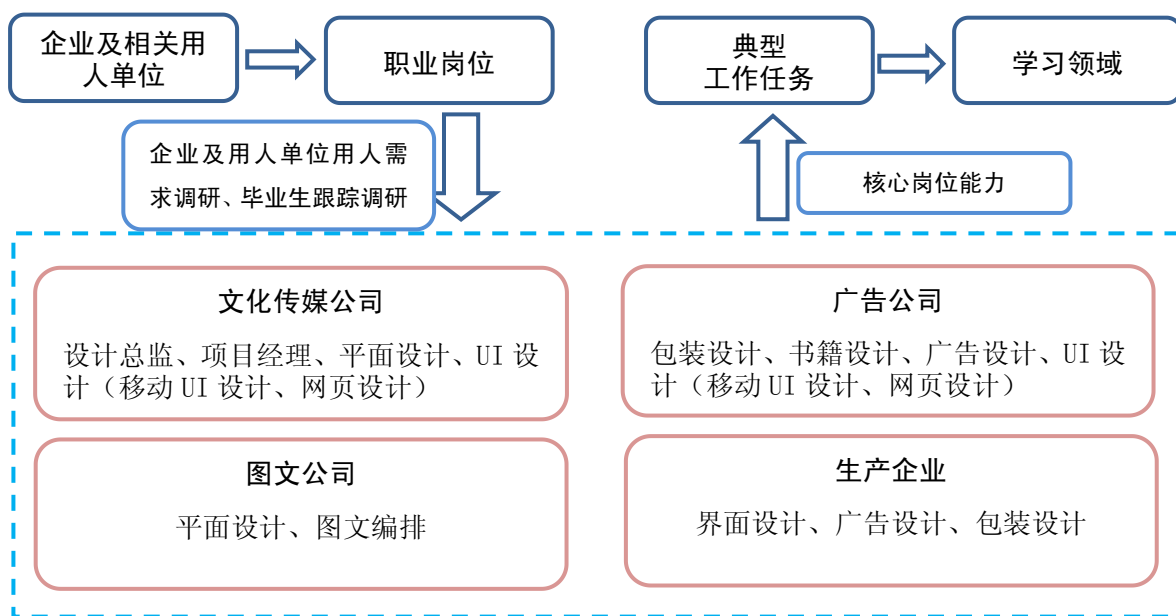 企业及相关用
人单位
职业岗位
典型
工作任务
学习领域
企业及用人单位用人需
求调研、毕业生跟踪调研
核心岗位能力
文化传媒公司
设计总监、项目经理、平面设计、UI 设
计（移动 UI 设计、网页设计）
广告公司
包装设计、书籍设计、广告设计、UI 设
计（移动 UI 设计、网页设计）
图文公司
平面设计、图文编排
生产企业
界面设计、广告设计、包装设计